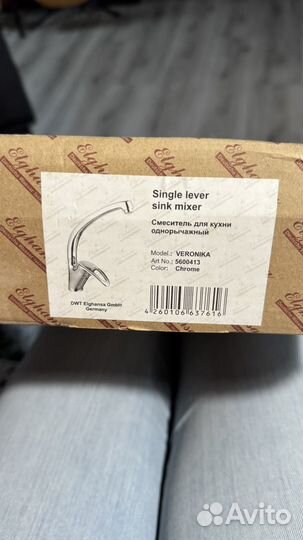 Elghansa
Single lever
sink mixer
Смеситель для кухни
однорычажный
Model.: VERONIKA
Art No.: 5600413
Color: Chrome
DWT Elghansa GmbH
Germany
4 260106 637616
Avito